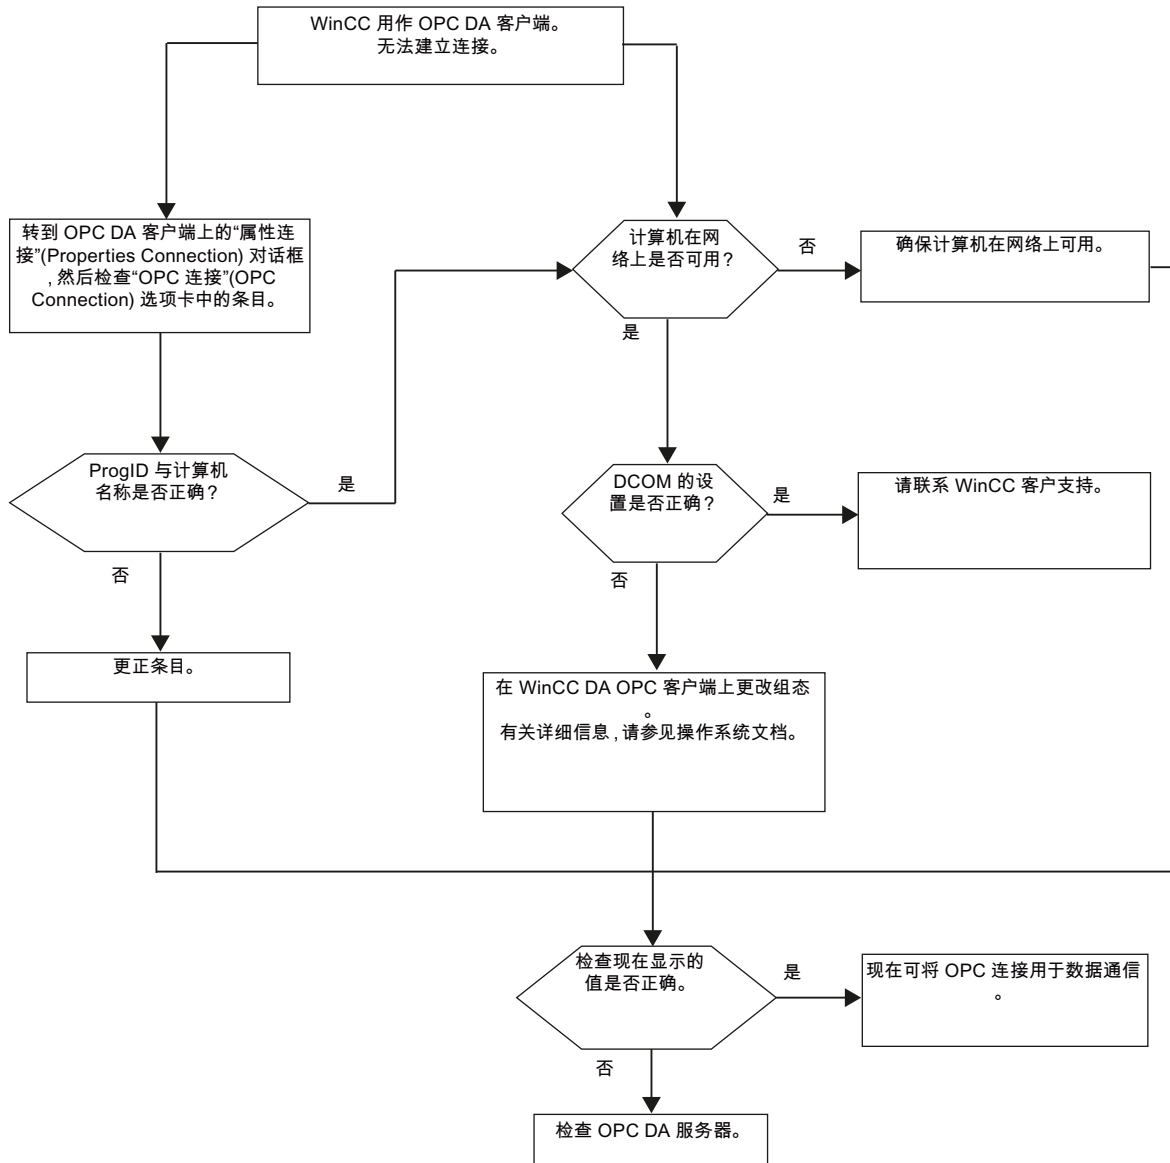 WinCC 用作 OPC DA 客户端。
无法建立连接。
转到 OPC DA 客户端上的“属性连
接”(Properties Connection) 对话框
，然后检查“OPC 连接”(OPC
Connection) 选项卡中的条目。
计算机在网
络上是否可用？
否
确保计算机在网络上可用。
是
ProgID 与计算机
名称是否正确？
是
DCOM 的设
置是否正确？
是
请联系 WinCC 客户支持。
否
否
更正条目。
在 WinCC DA OPC 客户端上更改组态
。
有关详细信息，请参见操作系统文档。
检查现在显示的
值是否正确。
是
现在可将 OPC 连接用于数据通信
。
否
检查 OPC DA 服务器。